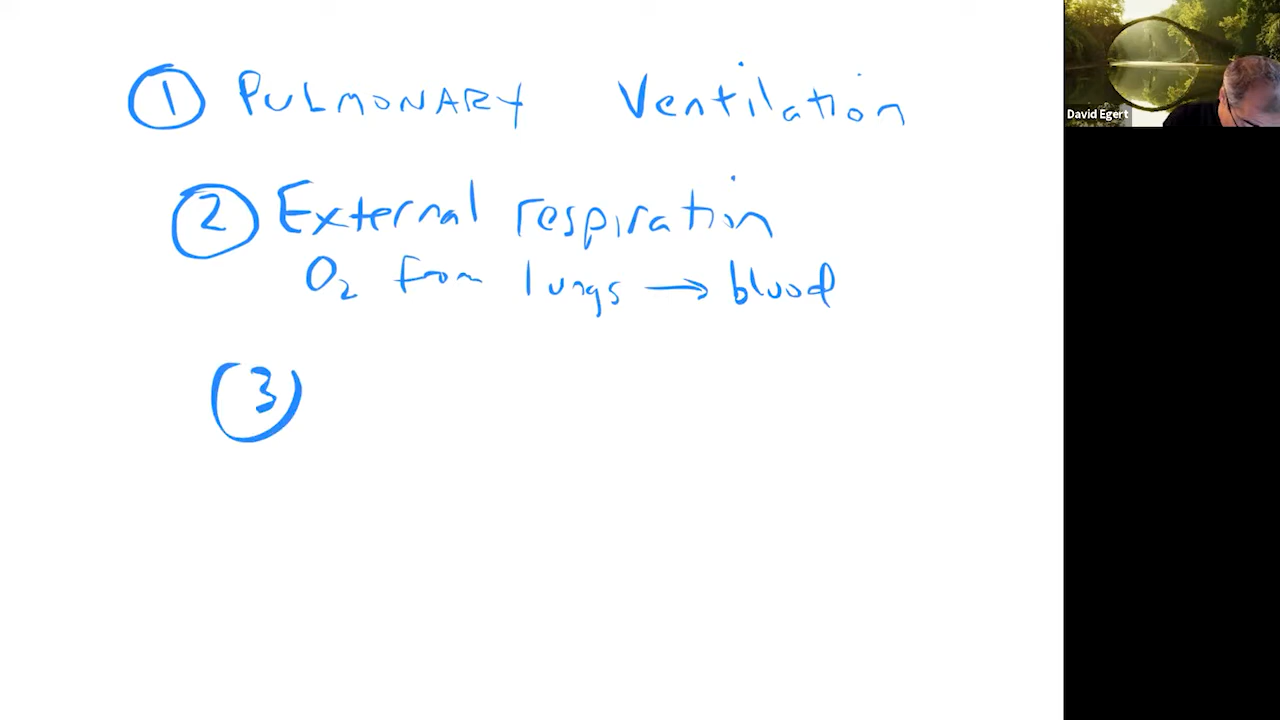 ① PULMONARY Ventilation
② External respiration
O₂ from lungs → blood
③
David Egert